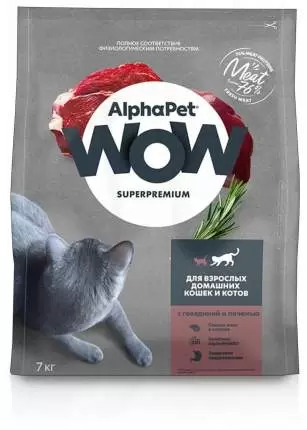 ПОЛНОЕ СООТВЕТСТВИЕ
ФИЗИОЛОГИЧЕСКИМ ПОТРЕБНОСТЯМ
Meat
76%
FRESH MEAT
AlphaPet®
WOW
SUPERPREMIUM
ДЛЯ ВЗРОСЛЫХ
ДОМАШНИХ
КОШЕК И КОТОВ
С ГОВЯДИНОЙ И ПЕЧЕНЬЮ
7 КГ